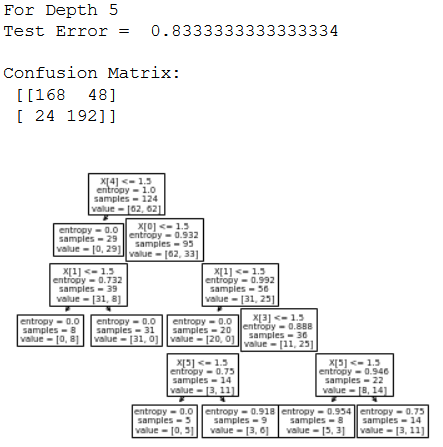 For Depth 5
Test Error =  0.8333333333333334
Confusion Matrix:
[[168  48]
[ 24 192]]
X[4] <= 1.5
entropy = 1.0
samples = 124
value = [62, 62]
entropy = 0.0
samples = 29
value = [0, 29]
X[0] <= 1.5
entropy = 0.932
samples = 95
value = [62, 33]
X[1] <= 1.5
entropy = 0.732
samples = 39
value = [31, 8]
X[1] <= 1.5
entropy = 0.992
samples = 56
value = [31, 25]
entropy = 0.0
samples = 8
value = [0, 8]
entropy = 0.0
samples = 31
value = [31, 0]
entropy = 0.0
samples = 20
value = [20, 0]
X[3] <= 1.5
entropy = 0.888
samples = 36
value = [11, 25]
X[5] <= 1.5
entropy = 0.75
samples = 14
value = [3, 11]
X[5] <= 1.5
entropy = 0.946
samples = 22
value = [8, 14]
entropy = 0.0
samples = 5
value = [0, 5]
entropy = 0.918
samples = 9
value = [3, 6]
entropy = 0.954
samples = 8
value = [5, 3]
entropy = 0.75
samples = 14
value = [3, 11]